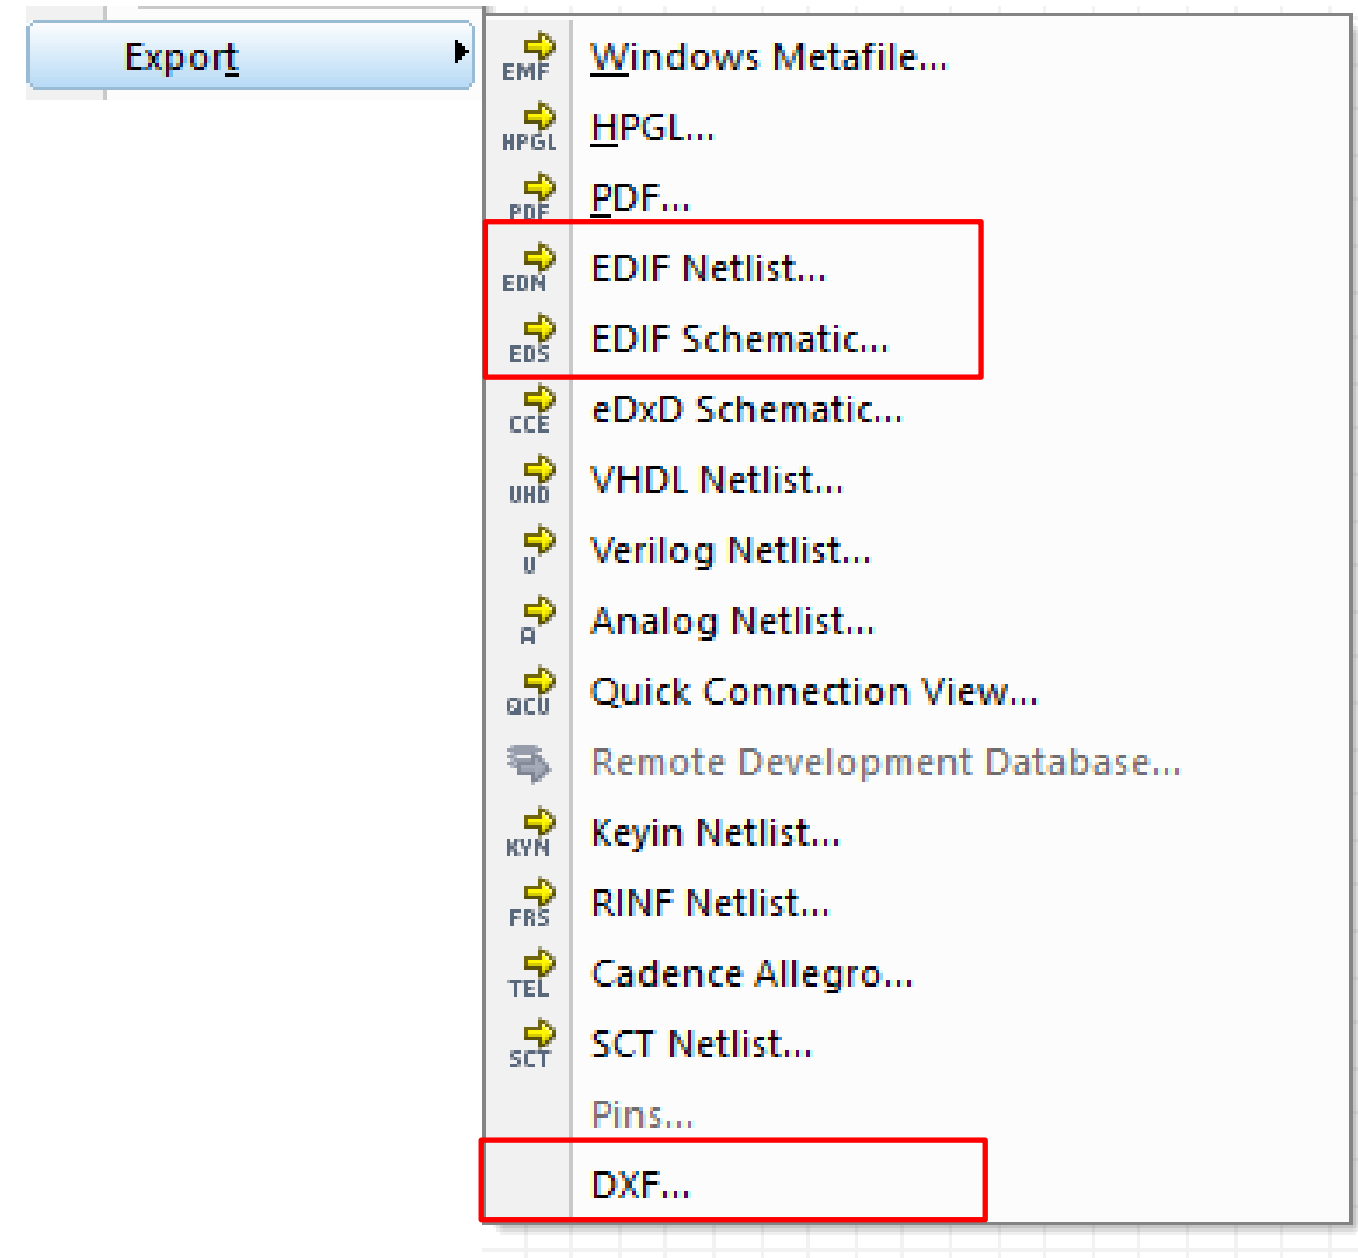 Export
EMF Windows Metafile...
HPGL HPGL...
PDF PDF...
EDN EDIF Netlist...
EDS EDIF Schematic...
CCE eDxD Schematic...
VHD VHDL Netlist...
V Verilog Netlist...
A Analog Netlist...
QCV Quick Connection View...
Remote Development Database...
KYN Keyin Netlist...
FRS RINF Netlist...
TEL Cadence Allegro...
SCT SCT Netlist...
Pins...
DXF...